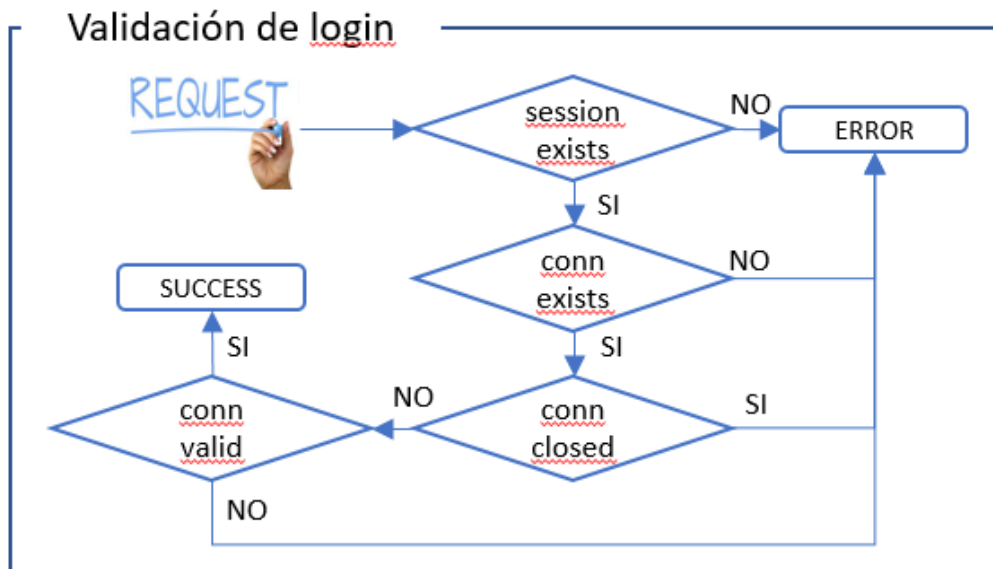 Validación de login
REQUEST
session
exists
NO
ERROR
SI
conn
exists
NO
SUCCESS
SI
SI
conn
valid
NO
conn
closed
SI
NO